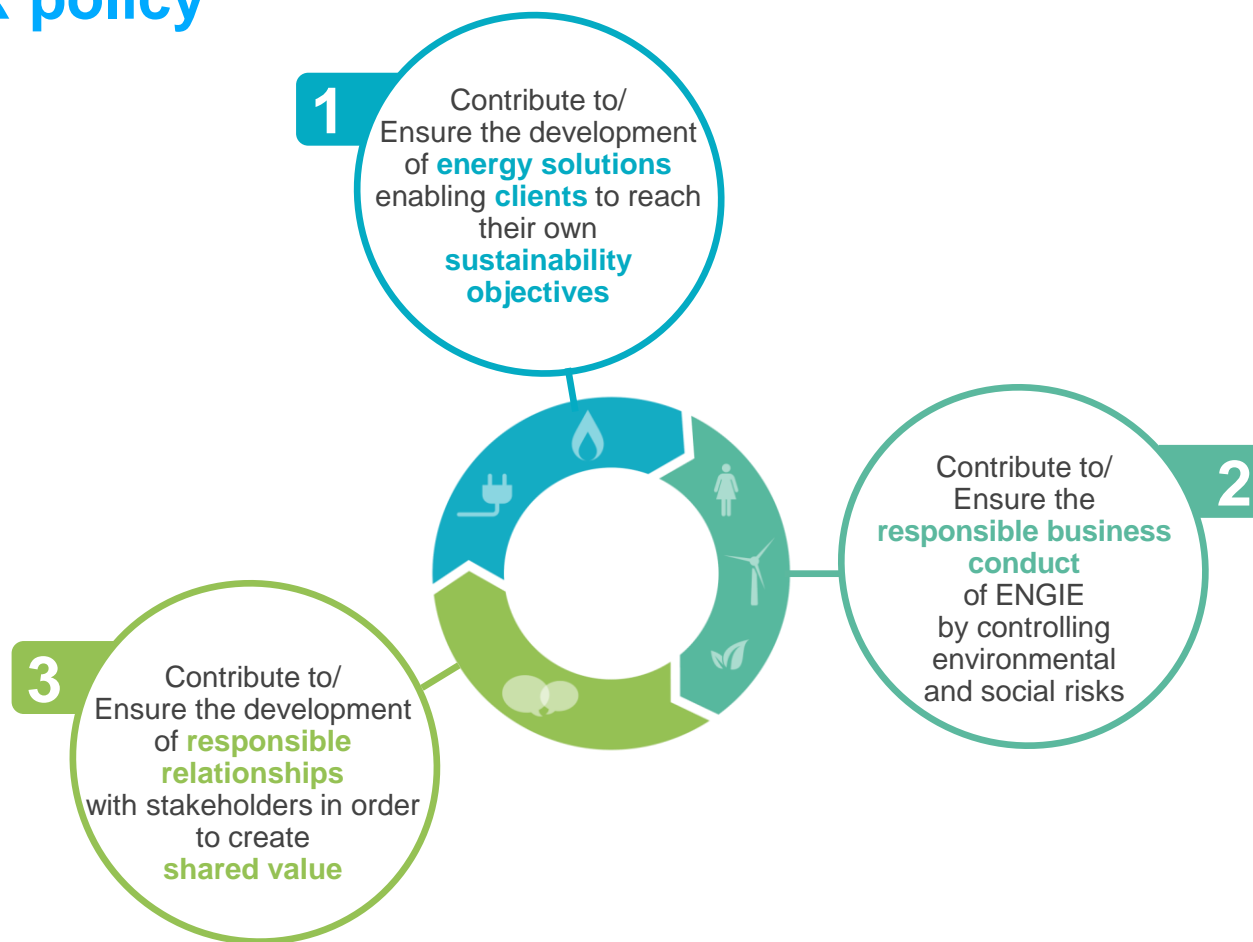 policy
1
Contribute to/
Ensure the development
of energy solutions
enabling clients to reach
their own
sustainability
objectives
2
Contribute to/
Ensure the
responsible business
conduct
of ENGIE
by controlling
environmental
and social risks
3
Contribute to/
Ensure the development
of responsible
relationships
with stakeholders in order
to create
shared value